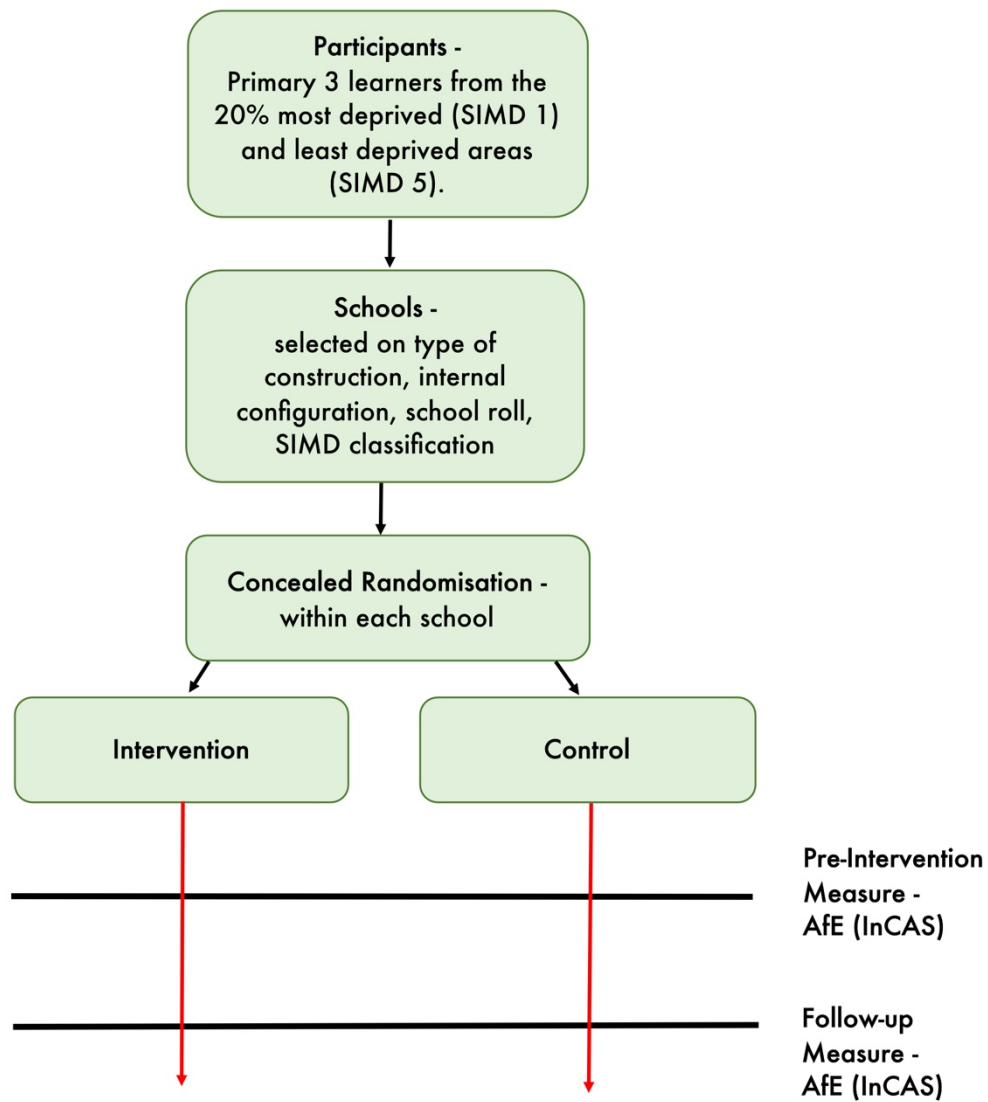 Participants -
Primary 3 learners from the
20% most deprived (SIMD 1)
and least deprived areas
(SIMD 5).
Schools -
selected on type of
construction, internal
configuration, school roll,
SIMD classification
Concealed Randomisation -
within each school
Intervention
Control
Pre-Intervention
Measure -
AfE (InCAS)
Follow-up
Measure -
AfE (InCAS)